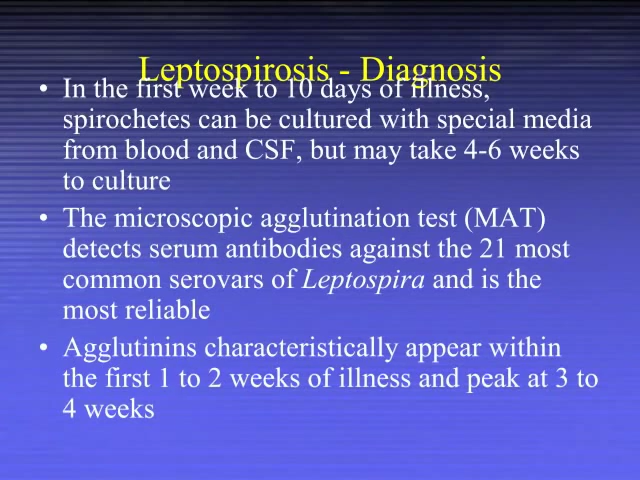 Leptospirosis - Diagnosis
• In the first week to 10 days of illness,
spirochetes can be cultured with special media
from blood and CSF, but may take 4-6 weeks
to culture
• The microscopic agglutination test (MAT)
detects serum antibodies against the 21 most
common serovars of Leptospira and is the
most reliable
• Agglutinins characteristically appear within
the first 1 to 2 weeks of illness and peak at 3 to
4 weeks